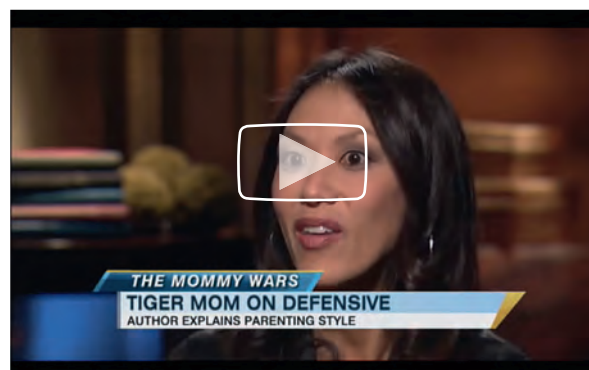 THE MOMMY WARS
TIGER MOM ON DEFENSIVE
AUTHOR EXPLAINS PARENTING STYLE